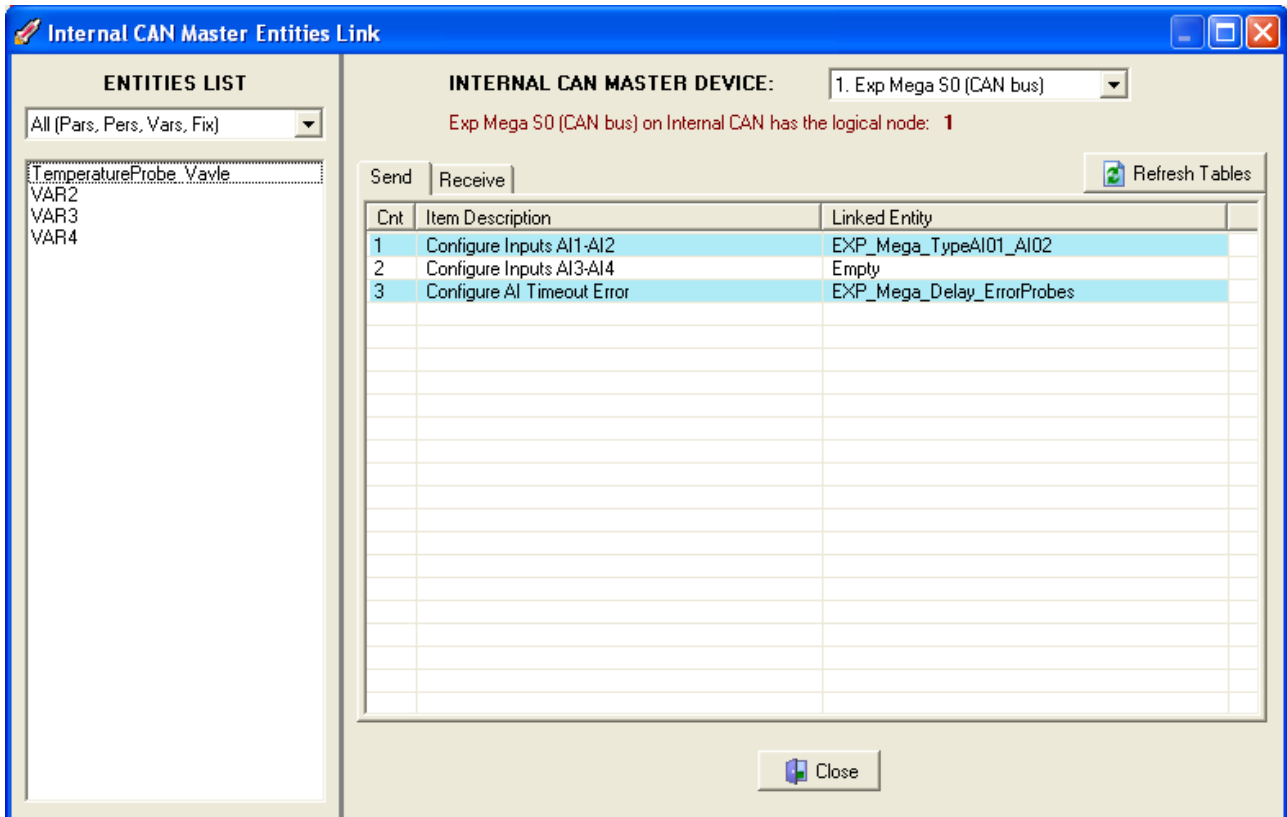 Internal CAN Master Entities Link
ENTITIES LIST
All (Pars, Pers, Vars, Fix)
TemperatureProbe_Vavle
VAR2
VAR3
VAR4
INTERNAL CAN MASTER DEVICE: 1. Exp Mega S0 (CAN bus)
Exp Mega S0 (CAN bus) on Internal CAN has the logical node: 1
Send Receive Refresh Tables
Cnt Item Description Linked Entity
1 Configure Inputs AI1-AI2 EXP_Mega_TypeAI01_AI02
2 Configure Inputs AI3-AI4 Empty
3 Configure AI Timeout Error EXP_Mega_Delay_ErrorProbes
Close